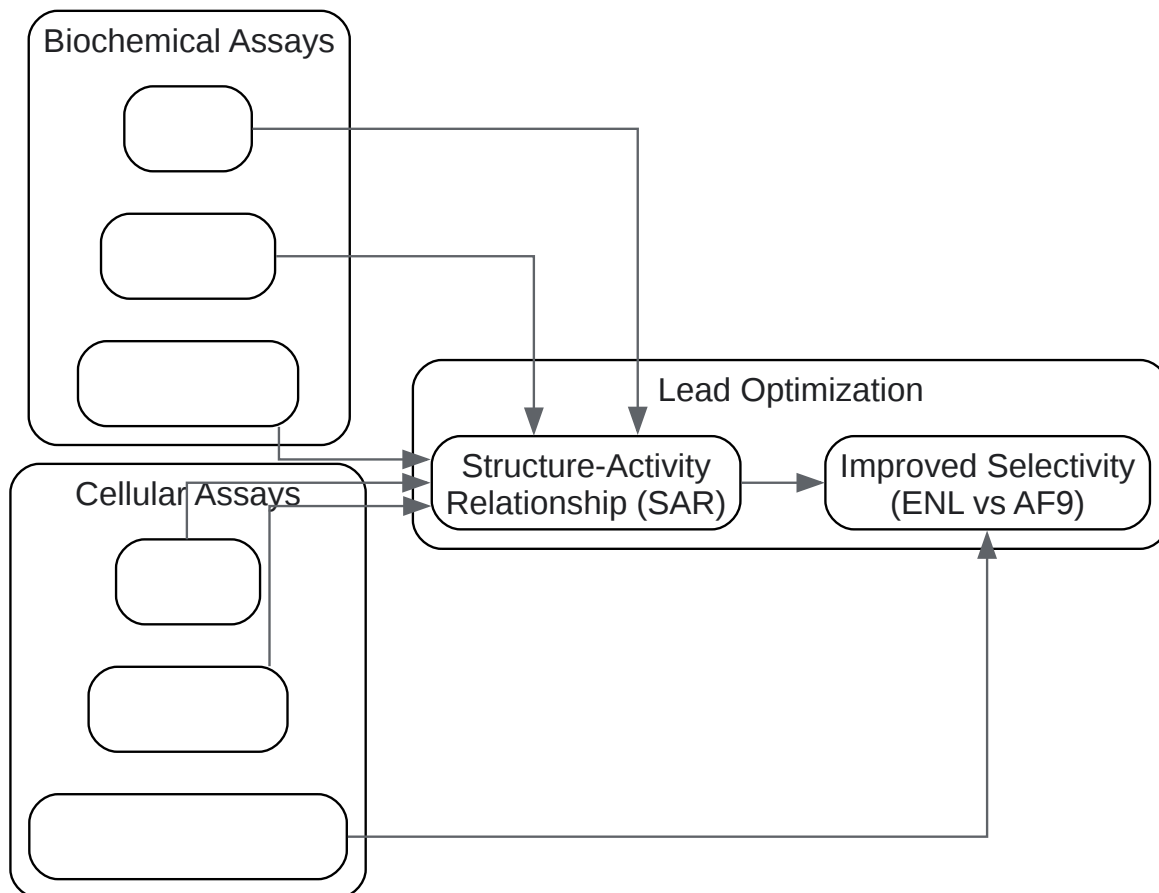 Biochemical Assays
Lead Optimization
Structure-Activity
Relationship (SAR)
Improved Selectivity
(ENL vs AF9)
Cellular Assays